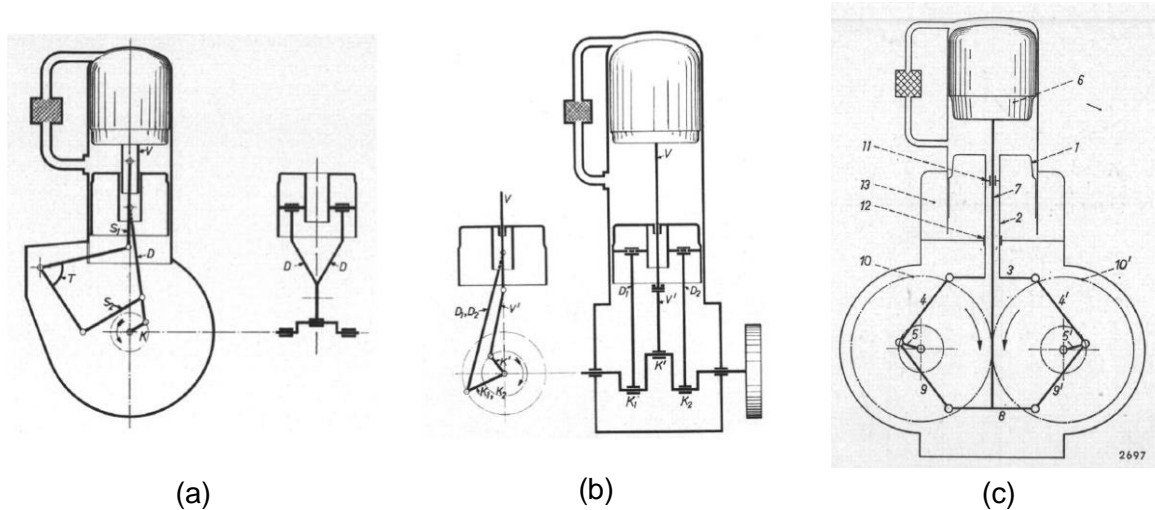 V
S₁
D
T
S₂
K
D D
V
V
D₁, D₂
V'
K'
K₁, K₂
D₁
D₂
V'
K'
K₁
K₂
6
11
1
13
7
12
2
10
3
10'
4
4'
5
5'
9
9'
8
2697
(a)
(b)
(c)